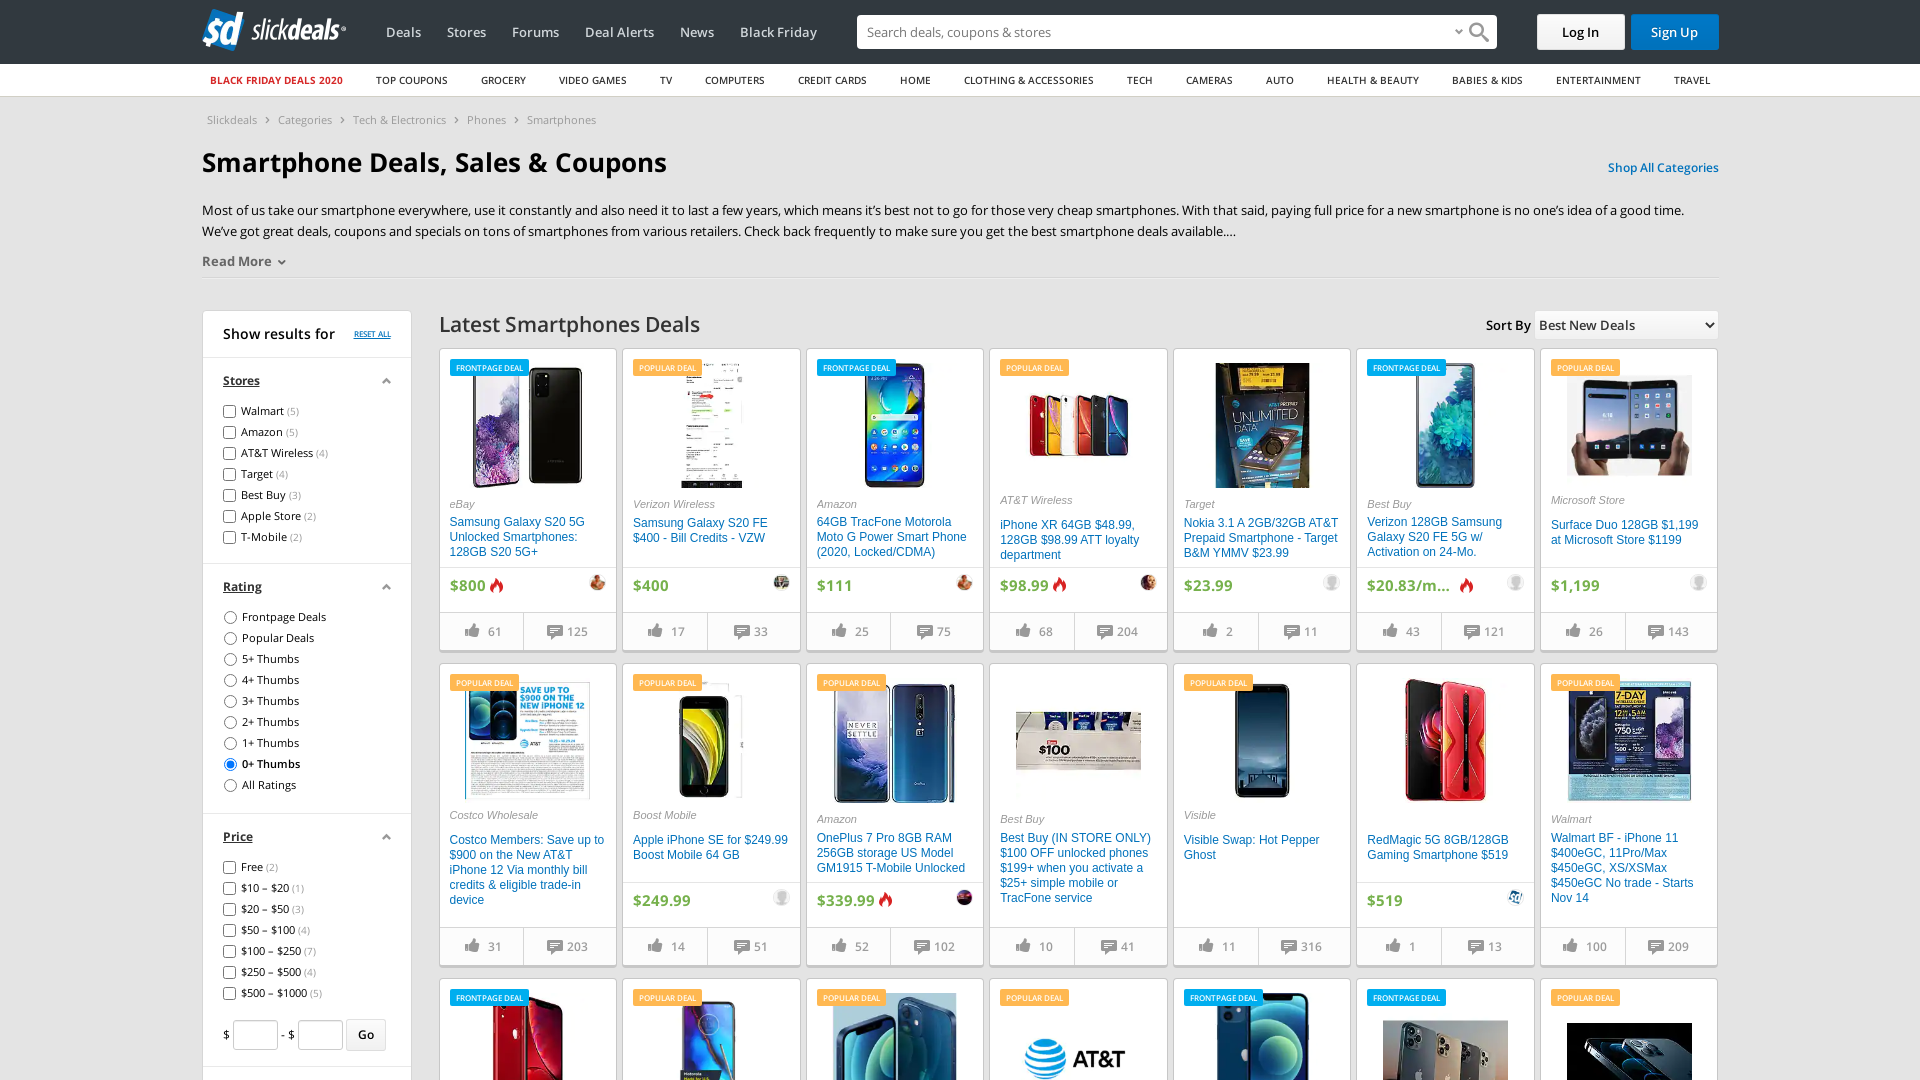 slickdeals
Deals
Stores
Forums
Deal Alerts
News
Black Friday
Search deals, coupons & stores
Log In
Sign Up
BLACK FRIDAY DEALS 2020
TOP COUPONS
GROCERY
VIDEO GAMES
TV
COMPUTERS
CREDIT CARDS
HOME
CLOTHING & ACCESSORIES
TECH
CAMERAS
AUTO
HEALTH & BEAUTY
BABIES & KIDS
ENTERTAINMENT
TRAVEL
Slickdeals > Categories > Tech & Electronics > Phones > Smartphones
Smartphone Deals, Sales & Coupons
Shop All Categories
Most of us take our smartphone everywhere, use it constantly and also need it to last a few years, which means it’s best not to go for those very cheap smartphones. With that said, paying full price for a new smartphone is no one’s idea of a good time.
We’ve got great deals, coupons and specials on tons of smartphones from various retailers. Check back frequently to make sure you get the best smartphone deals available.…
Read More
Show results for
RESET ALL
Stores
Walmart (5)
Amazon (5)
AT&T Wireless (4)
Target (4)
Best Buy (3)
Apple Store (2)
T-Mobile (2)
Rating
Frontpage Deals
Popular Deals
5+ Thumbs
4+ Thumbs
3+ Thumbs
2+ Thumbs
1+ Thumbs
0+ Thumbs
All Ratings
Price
Free (2)
$10 – $20 (1)
$20 – $50 (3)
$50 – $100 (4)
$100 – $250 (7)
$250 – $500 (4)
$500 – $1000 (5)
$ - $ Go
Latest Smartphones Deals
Sort By Best New Deals
FRONTPAGE DEAL
eBay
Samsung Galaxy S20 5G
Unlocked Smartphones:
128GB S20 5G+
$800
61
125
POPULAR DEAL
Verizon Wireless
Samsung Galaxy S20 FE
$400 - Bill Credits - VZW
$400
17
33
FRONTPAGE DEAL
Amazon
64GB TracFone Motorola
Moto G Power Smart Phone
(2020, Locked/CDMA)
$111
25
75
POPULAR DEAL
AT&T Wireless
iPhone XR 64GB $48.99,
128GB $98.99 ATT loyalty
department
$98.99
68
204
UNLIMITED
DATA
Target
Nokia 3.1 A 2GB/32GB AT&T
Prepaid Smartphone - Target
B&M YMMV $23.99
$23.99
2
11
FRONTPAGE DEAL
Best Buy
Verizon 128GB Samsung
Galaxy S20 FE 5G w/
Activation on 24-Mo.
$20.83/m...
43
121
POPULAR DEAL
Microsoft Store
Surface Duo 128GB $1,199
at Microsoft Store $1199
$1,199
26
143
POPULAR DEAL
SAVE UP TO
$900 ON THE
NEW iPHONE 12
AT&T
Costco Wholesale
Costco Members: Save up to
$900 on the New AT&T
iPhone 12 Via monthly bill
credits & eligible trade-in
device
31
203
POPULAR DEAL
Boost Mobile
Apple iPhone SE for $249.99
Boost Mobile 64 GB
$249.99
14
51
POPULAR DEAL
NEVER
SETTLE
Amazon
OnePlus 7 Pro 8GB RAM
256GB storage US Model
GM1915 T-Mobile Unlocked
$339.99
52
102
$100
Best Buy
Best Buy (IN STORE ONLY)
$100 OFF unlocked phones
$199+ when you activate a
$25+ simple mobile or
TracFone service
10
41
POPULAR DEAL
Visible
Visible Swap: Hot Pepper
Ghost
11
316
RedMagic 5G 8GB/128GB
Gaming Smartphone $519
$519
1
13
POPULAR DEAL
7-DAY
$750
Walmart
Walmart BF - iPhone 11
$400eGC, 11Pro/Max
$450eGC, XS/XSMax
$450eGC No trade - Starts
Nov 14
100
209
FRONTPAGE DEAL
POPULAR DEAL
POPULAR DEAL
POPULAR DEAL
AT&T
FRONTPAGE DEAL
FRONTPAGE DEAL
POPULAR DEAL